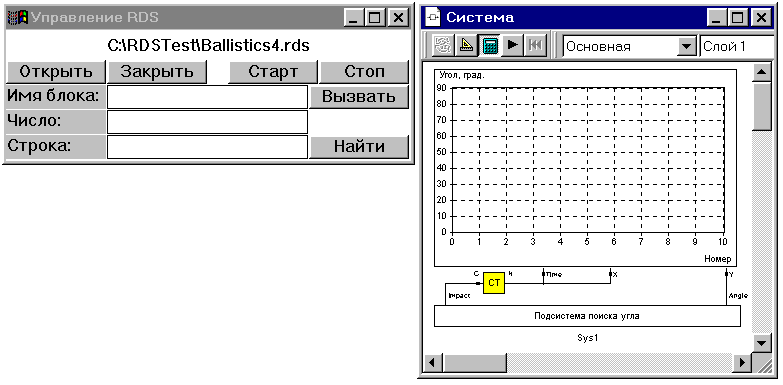 Управление RDS
C:\RDSTest\Ballistics4.rds
Открыть Закрыть Старт Стоп
Имя блока: Вызвать
Число:
Строка: Найти
Система
Основная Слой 1
Угол, град.
90
80
70
60
50
40
30
20
10
0
0 1 2 3 4 5 6 7 8 9 10
Номер
C СТ N Time X Y
Impact Angle
Подсистема поиска угла
Sys1